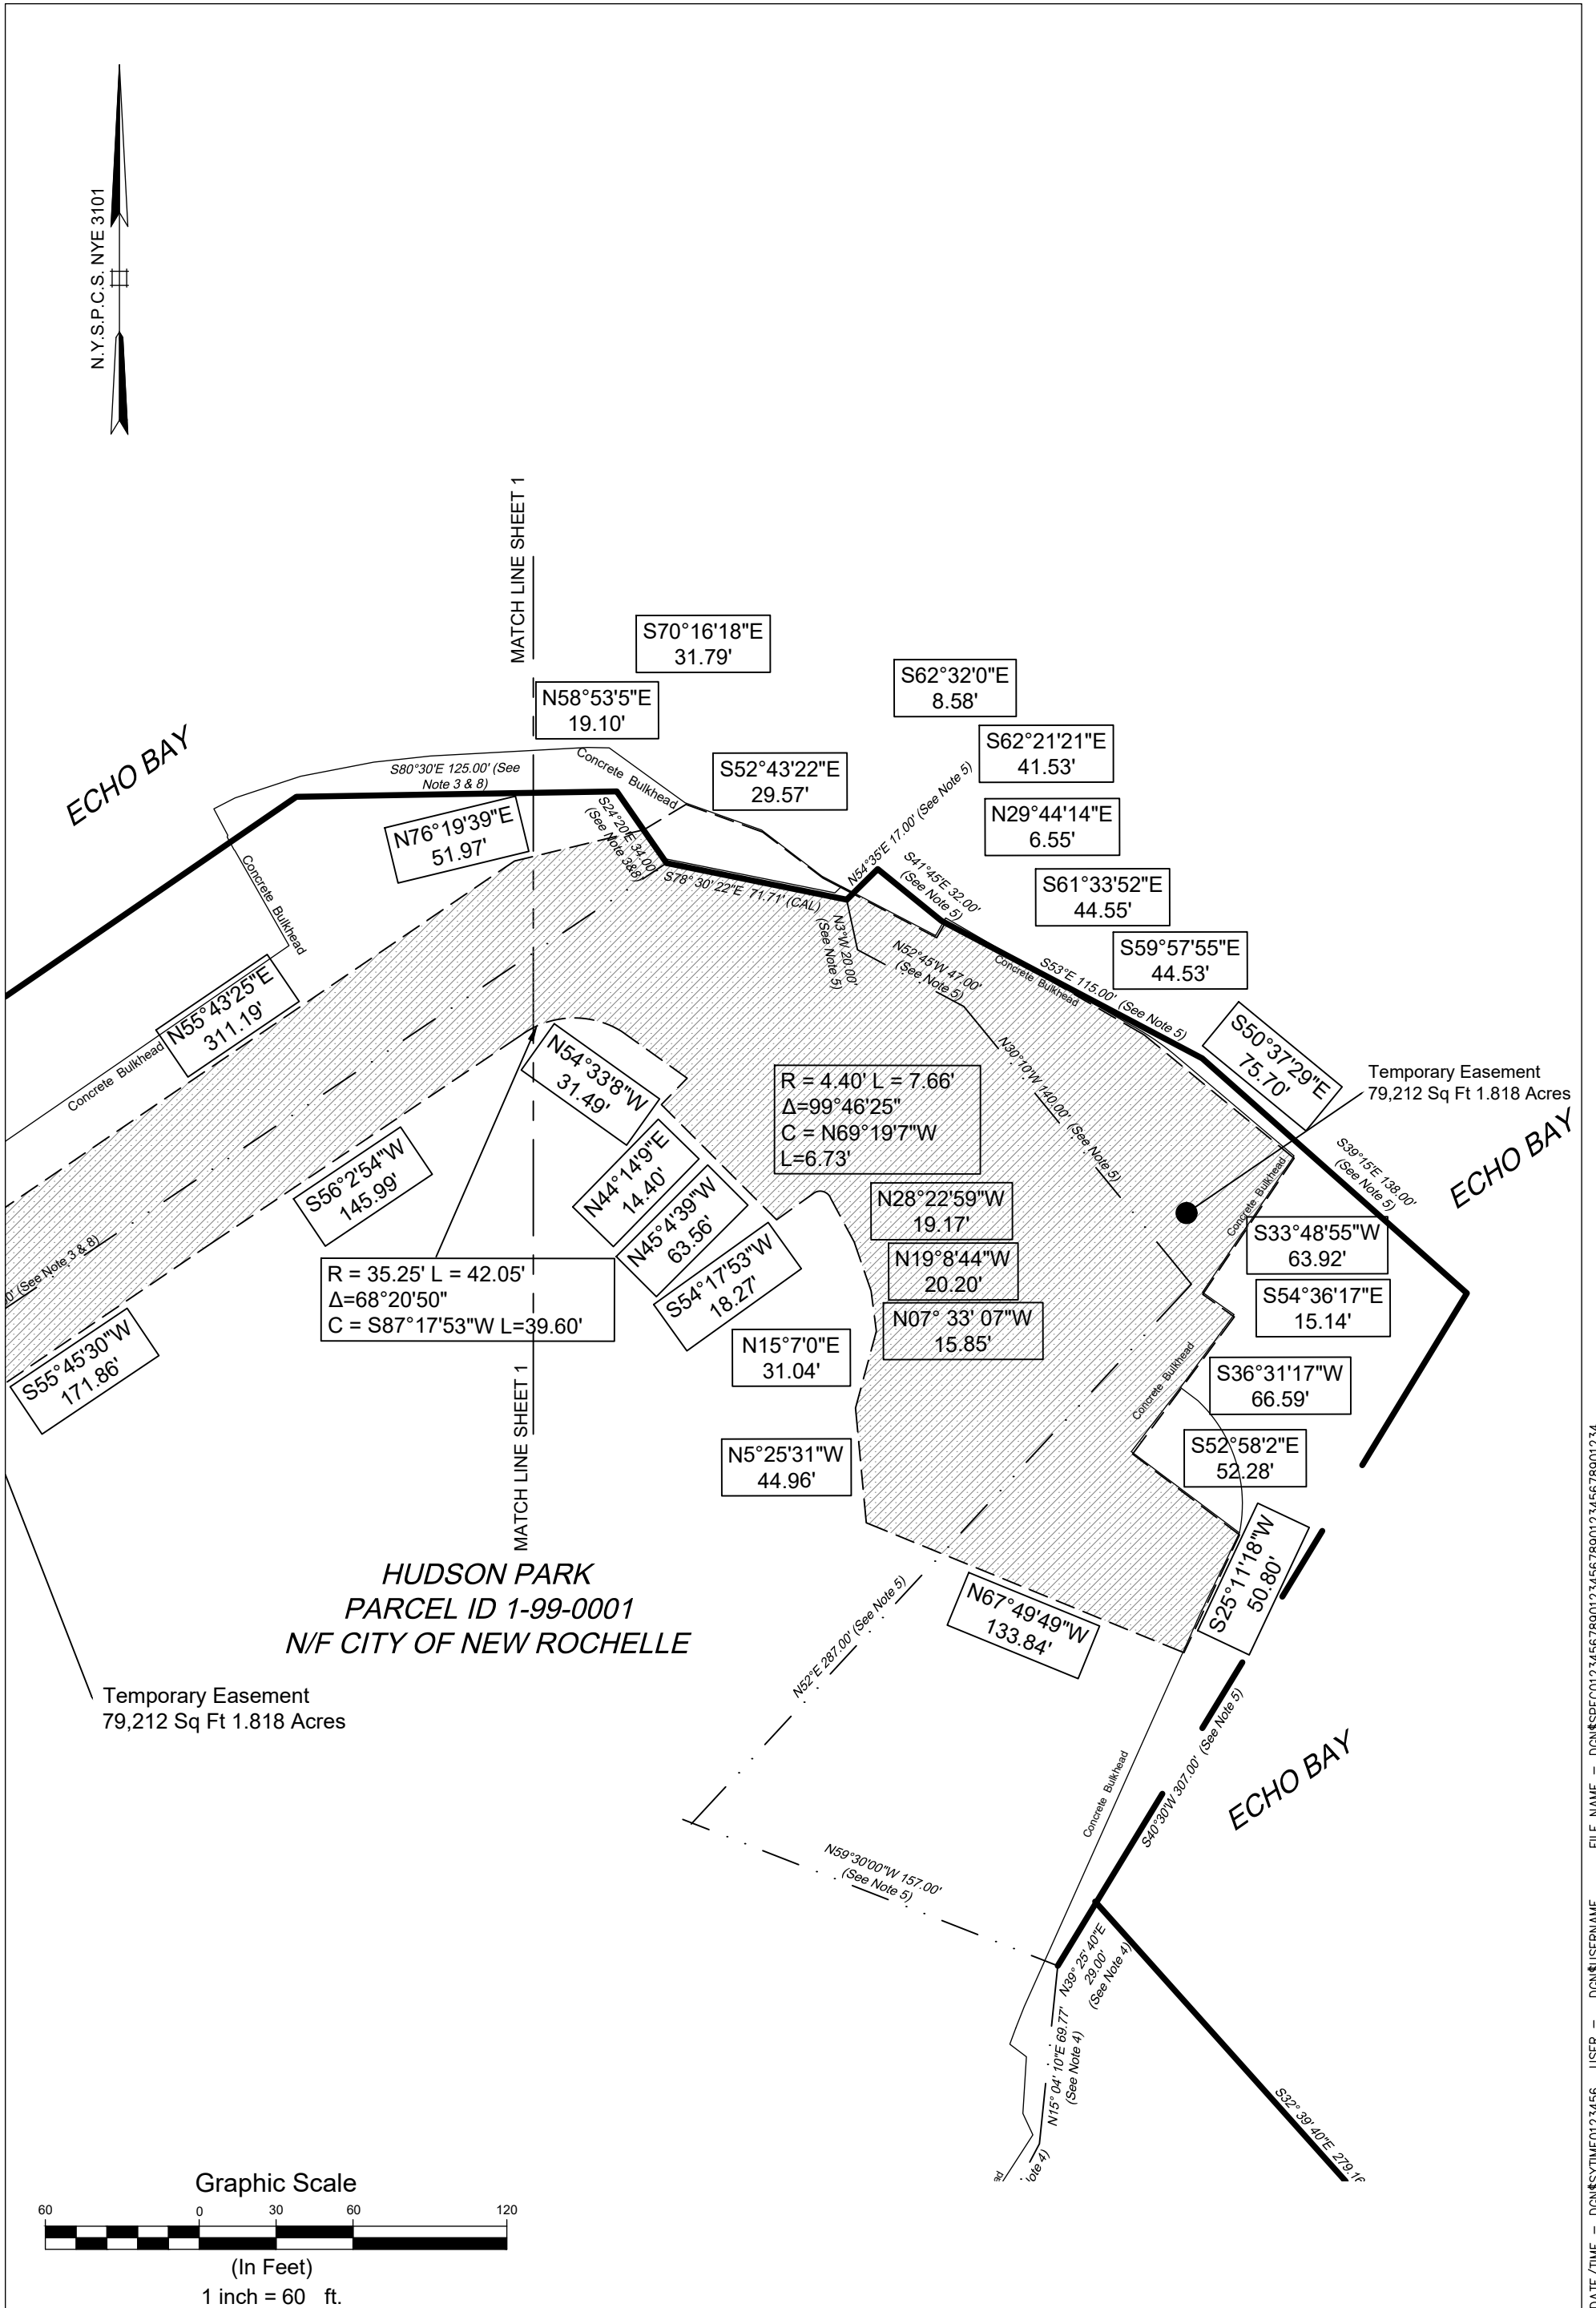 N.Y.S.P.C.S. NYE 3101
MATCH LINE SHEET 1
S70°16'18"E
31.79'
N58°53'5"E
19.10'
S62°32'0"E
8.58'
S62°21'21"E
41.53'
S52°43'22"E
29.57'
N29°44'14"E
6.55'
S61°33'52"E
44.55'
S59°57'55"E
44.53'
S50°37'29"E
75.70'
ECHO BAY
S80°30'E 125.00' (See
Note 3 & 8)
Concrete Bulkhead
N76°19'39"E
51.97'
S24°20'E 34.00'
(See Note 3&8)
S78° 30' 22"E 71.71' (CAL)
N54°35'E 17.00' (See Note 5)
S41°45'E 32.00'
(See Note 5)
N3°W 20.00'
(See Note 5)
N52°45'W 47.00'
(See Note 5)
Concrete Bulkhead
S53°E 115.00' (See Note 5)
Concrete Bulkhead
N55°43'25"E
311.19'
Concrete Bulkhead
N54°33'8"W
31.49'
N30°10'W 140.00' (See Note 5)
R = 4.40' L = 7.66'
Δ=99°46'25"
C = N69°19'7"W
L=6.73'
Temporary Easement
79,212 Sq Ft 1.818 Acres
ECHO BAY
S39°15'E 138.00'
(See Note 5)
S56°2'54"W
145.99'
N44°14'9"E
14.40'
N45°4'39"W
63.56'
S54°17'53"W
18.27'
N28°22'59"W
19.17'
N19°8'44"W
20.20'
N07° 33' 07"W
15.85'
Concrete Bulkhead
S33°48'55"W
63.92'
S54°36'17"E
15.14'
0' (See Note 3 & 8)
R = 35.25' L = 42.05'
Δ=68°20'50"
C = S87°17'53"W L=39.60'
S55°45'30"W
171.86'
N15°7'0"E
31.04'
Concrete Bulkhead
S36°31'17"W
66.59'
N5°25'31"W
44.96'
S52°58'2"E
52.28'
MATCH LINE SHEET 1
S25°11'18"W
50.80'
HUDSON PARK
PARCEL ID 1-99-0001
N/F CITY OF NEW ROCHELLE
N67°49'49"W
133.84'
N52°E 287.00' (See Note 5)
Temporary Easement
79,212 Sq Ft 1.818 Acres
ECHO BAY
Concrete Bulkhead
S40°30'W 307.00' (See Note 5)
N59°30'00"W 157.00'
(See Note 5)
N39° 25' 40"E
29.00'
(See Note 4)
N15° 04' 10"E 69.77'
(See Note 4)
S32° 39' 40"E 279.16
ad
Note 4)
Graphic Scale
60 0 30 60 120
(In Feet)
1 inch = 60 ft.